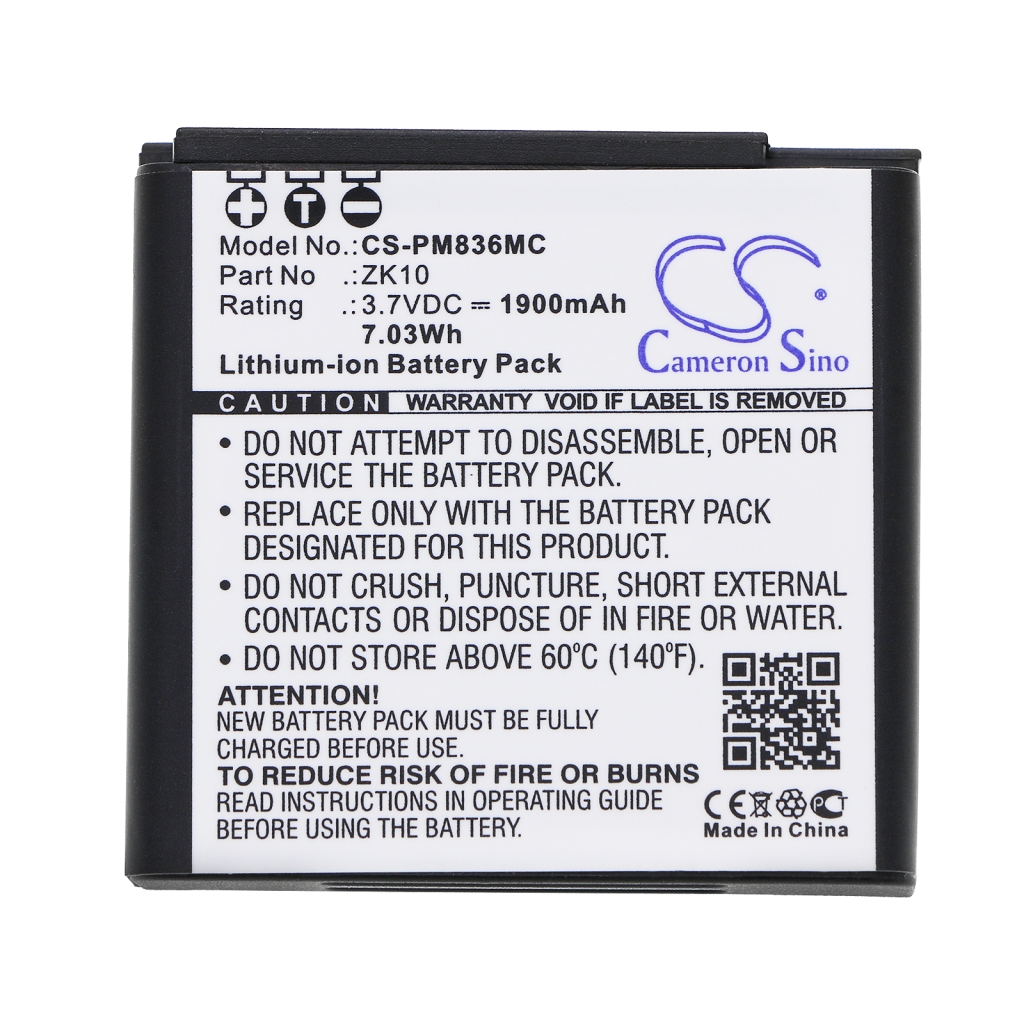 + T −
Model No.: CS-PM836MC
Part No .: ZK10
Rating .: 3.7VDC ⎓ 1900mAh
7.03Wh
Lithium-ion Battery Pack
Cameron Sino ®
CAUTION WARRANTY VOID IF LABEL IS REMOVED
• DO NOT ATTEMPT TO DISASSEMBLE, OPEN OR
SERVICE THE BATTERY PACK.
• REPLACE ONLY WITH THE BATTERY PACK
DESIGNATED FOR THIS PRODUCT.
• DO NOT CRUSH, PUNCTURE, SHORT EXTERNAL
CONTACTS OR DISPOSE OF IN FIRE OR WATER.
• DO NOT STORE ABOVE 60°C (140°F).
ATTENTION!
NEW BATTERY PACK MUST BE FULLY
CHARGED BEFORE USE.
TO REDUCE RISK OF FIRE OR BURNS
READ INSTRUCTIONS IN OPERATING GUIDE
BEFORE USING THE BATTERY.
CE PCT
Made In China